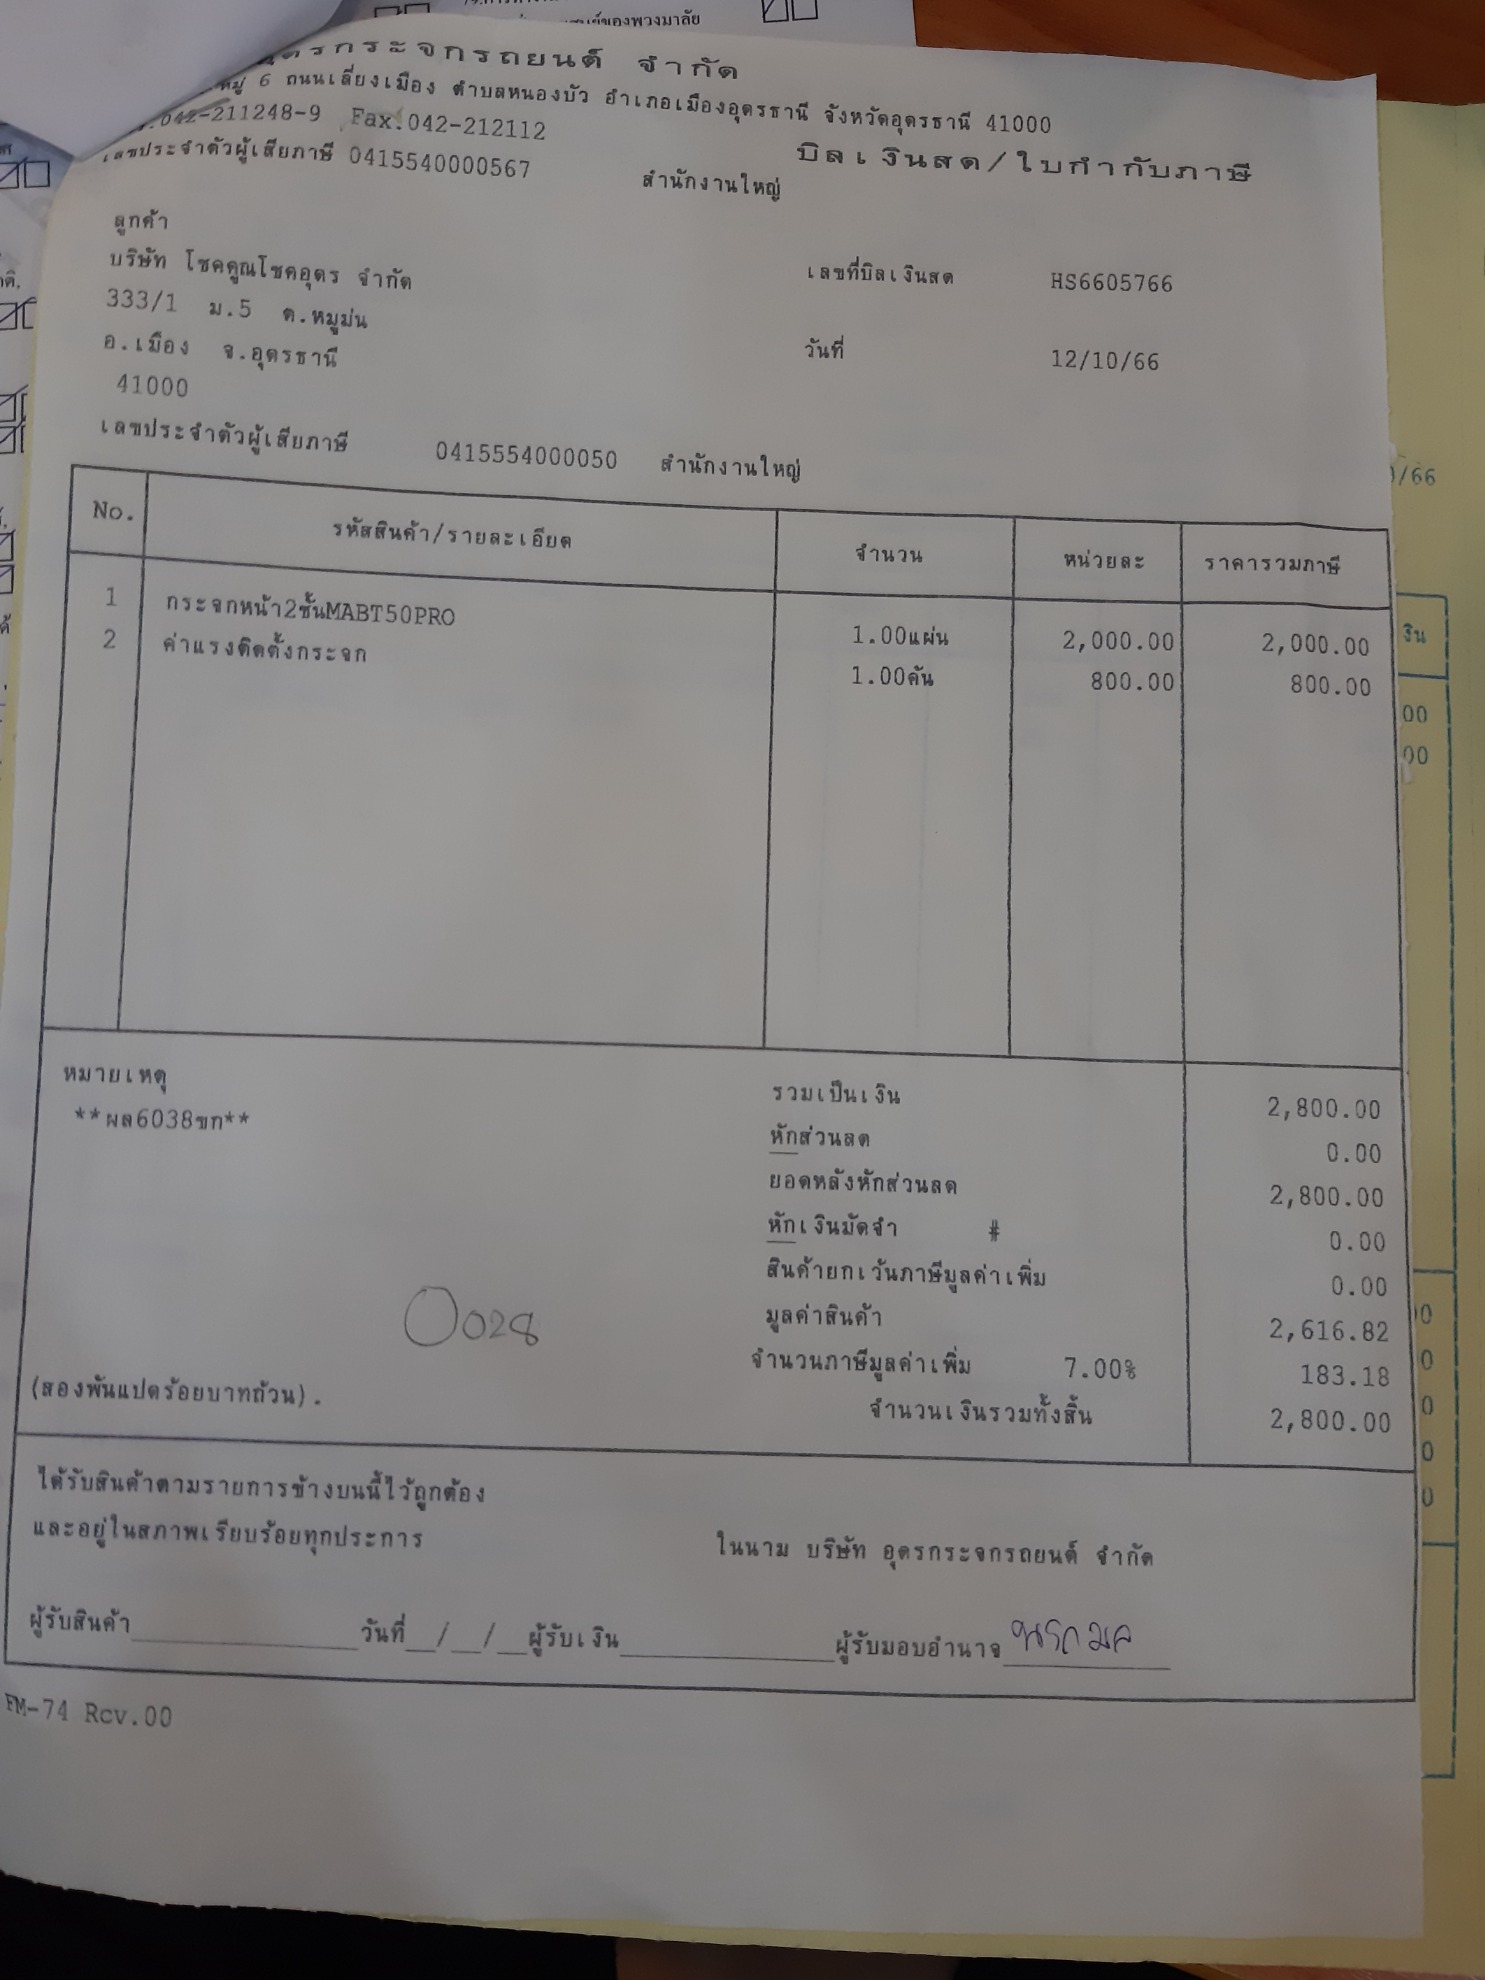 ของพวงมาลัย
อุดรกระจกรถยนต์ จำกัด
หมู่ 6 ถนนเลี่ยงเมือง ตำบลหนองบัว อำเภอเมืองอุดรธานี จังหวัดอุดรธานี 41000
042-211248-9 Fax.042-212112
เลขประจำตัวผู้เสียภาษี 0415540000567 สำนักงานใหญ่ บิลเงินสด/ใบกำกับภาษี
ลูกค้า
บริษัท โชคคูณโชคอุดร จำกัด เลขที่บิลเงินสด HS6605766
333/1 ม.5 ต.หมูม่น
อ.เมือง จ.อุดรธานี วันที่ 12/10/66
41000
เลขประจำตัวผู้เสียภาษี 0415554000050 สำนักงานใหญ่
/66
No. รหัสสินค้า/รายละเอียด จำนวน หน่วยละ ราคารวมภาษี
1 กระจกหน้า2ชั้นMABT50PRO 1.00แผ่น 2,000.00 2,000.00
2 ค่าแรงติดตั้งกระจก 1.00คัน 800.00 800.00
00
00
หมายเหตุ รวมเป็นเงิน 2,800.00
**ผล6038ขก** หักส่วนลด 0.00
ยอดหลังหักส่วนลด 2,800.00
หักเงินมัดจำ # 0.00
สินค้ายกเว้นภาษีมูลค่าเพิ่ม 0.00
028 มูลค่าสินค้า 2,616.82
จำนวนภาษีมูลค่าเพิ่ม 7.00% 183.18
(สองพันแปดร้อยบาทถ้วน). จำนวนเงินรวมทั้งสิ้น 2,800.00
ได้รับสินค้าตามรายการข้างบนนี้ไว้ถูกต้อง
และอยู่ในสภาพเรียบร้อยทุกประการ ในนาม บริษัท อุดรกระจกรถยนต์ จำกัด
ผู้รับสินค้า วันที่ / / ผู้รับเงิน ผู้รับมอบอำนาจ
FM-74 Rev.00